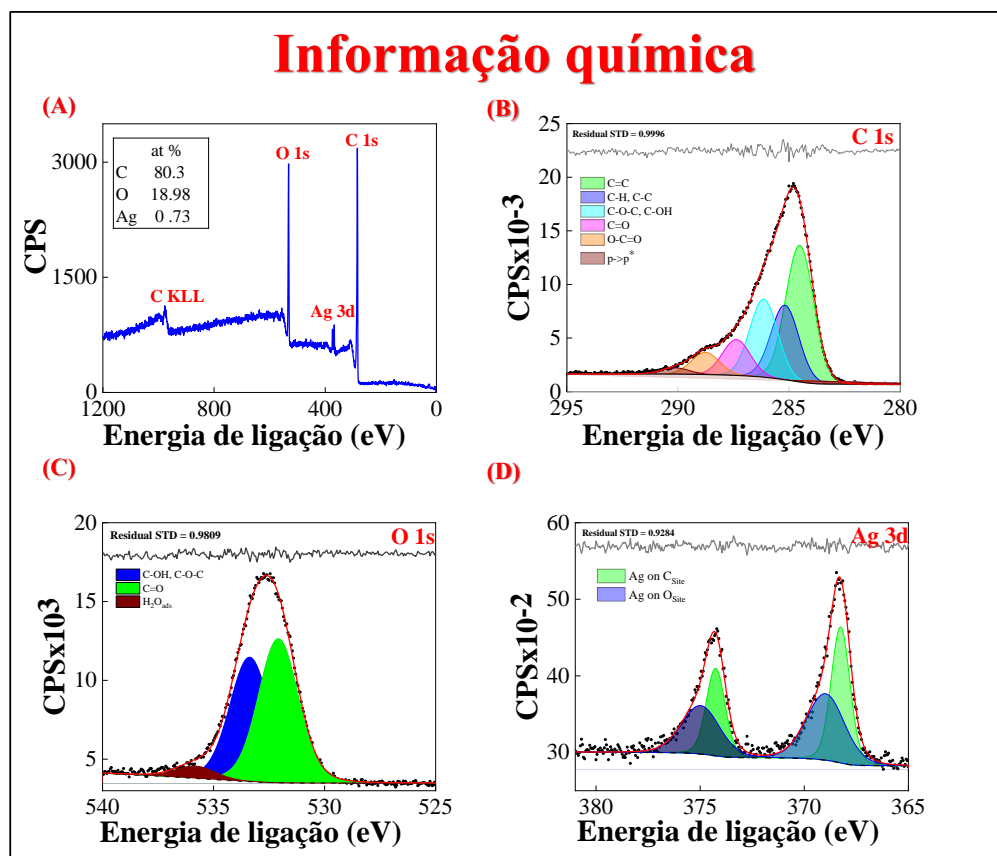 Informação química
(A)
at %
C 80.3
O 18.98
Ag 0 .73
C KLL
O 1s
Ag 3d
C 1s
CPS
3000
1500
0
1200 800 400 0
Energia de ligação (eV)
(B)
Residual STD = 0.9996
C 1s
C=C
C-H, C-C
C-O-C, C-OH
C=O
O-C=O
p->p*
CPSx10-3
25
20
15
10
5
0
295 290 285 280
Energia de ligação (eV)
(C)
Residual STD = 0.9809
O 1s
C-OH, C-O-C
C=O
H2Oads
CPSx103
20
15
10
5
540 535 530 525
Energia de ligação (eV)
(D)
Residual STD = 0.9284
Ag 3d
Ag on CSite
Ag on OSite
CPSx10-2
60
50
40
30
380 375 370 365
Energia de ligação (eV)